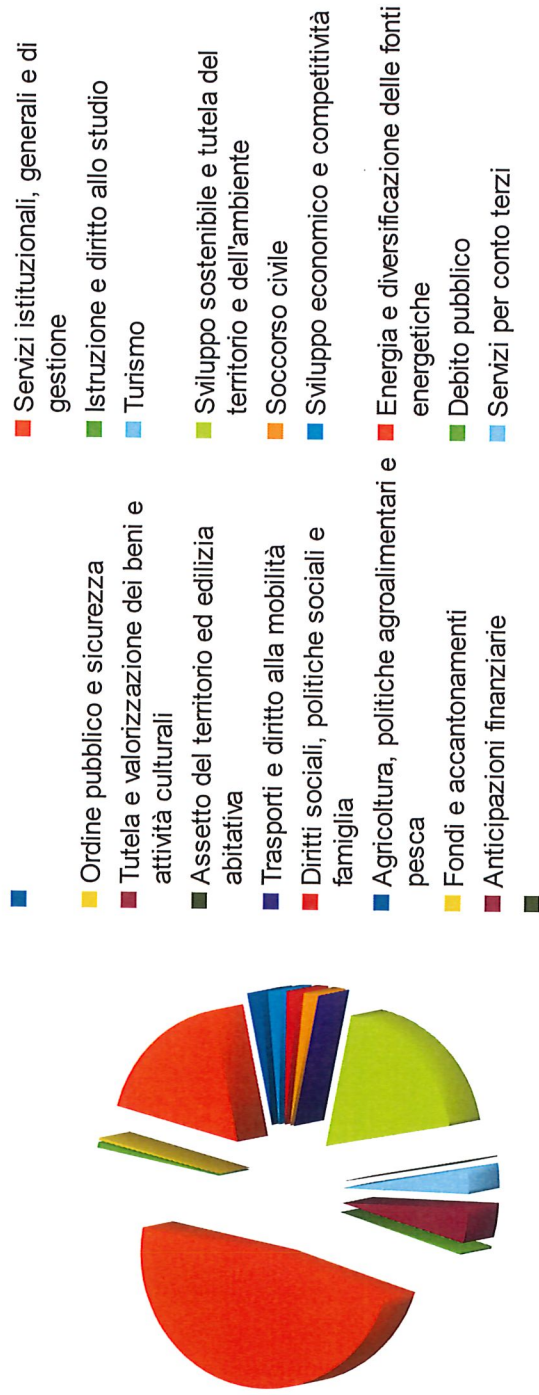 Ordine pubblico e sicurezza
Tutela e valorizzazione dei beni e
attività culturali
Assetto del territorio ed edilizia
abitativa
Trasporti e diritto alla mobilità
Diritti sociali, politiche sociali e
famiglia
Agricoltura, politiche agroalimentari e
pesca
Fondi e accantonamenti
Anticipazioni finanziarie
Servizi istituzionali, generali e di
gestione
Istruzione e diritto allo studio
Turismo
Sviluppo sostenibile e tutela del
territorio e dell'ambiente
Soccorso civile
Sviluppo economico e competitività
Energia e diversificazione delle fonti
energetiche
Debito pubblico
Servizi per conto terzi